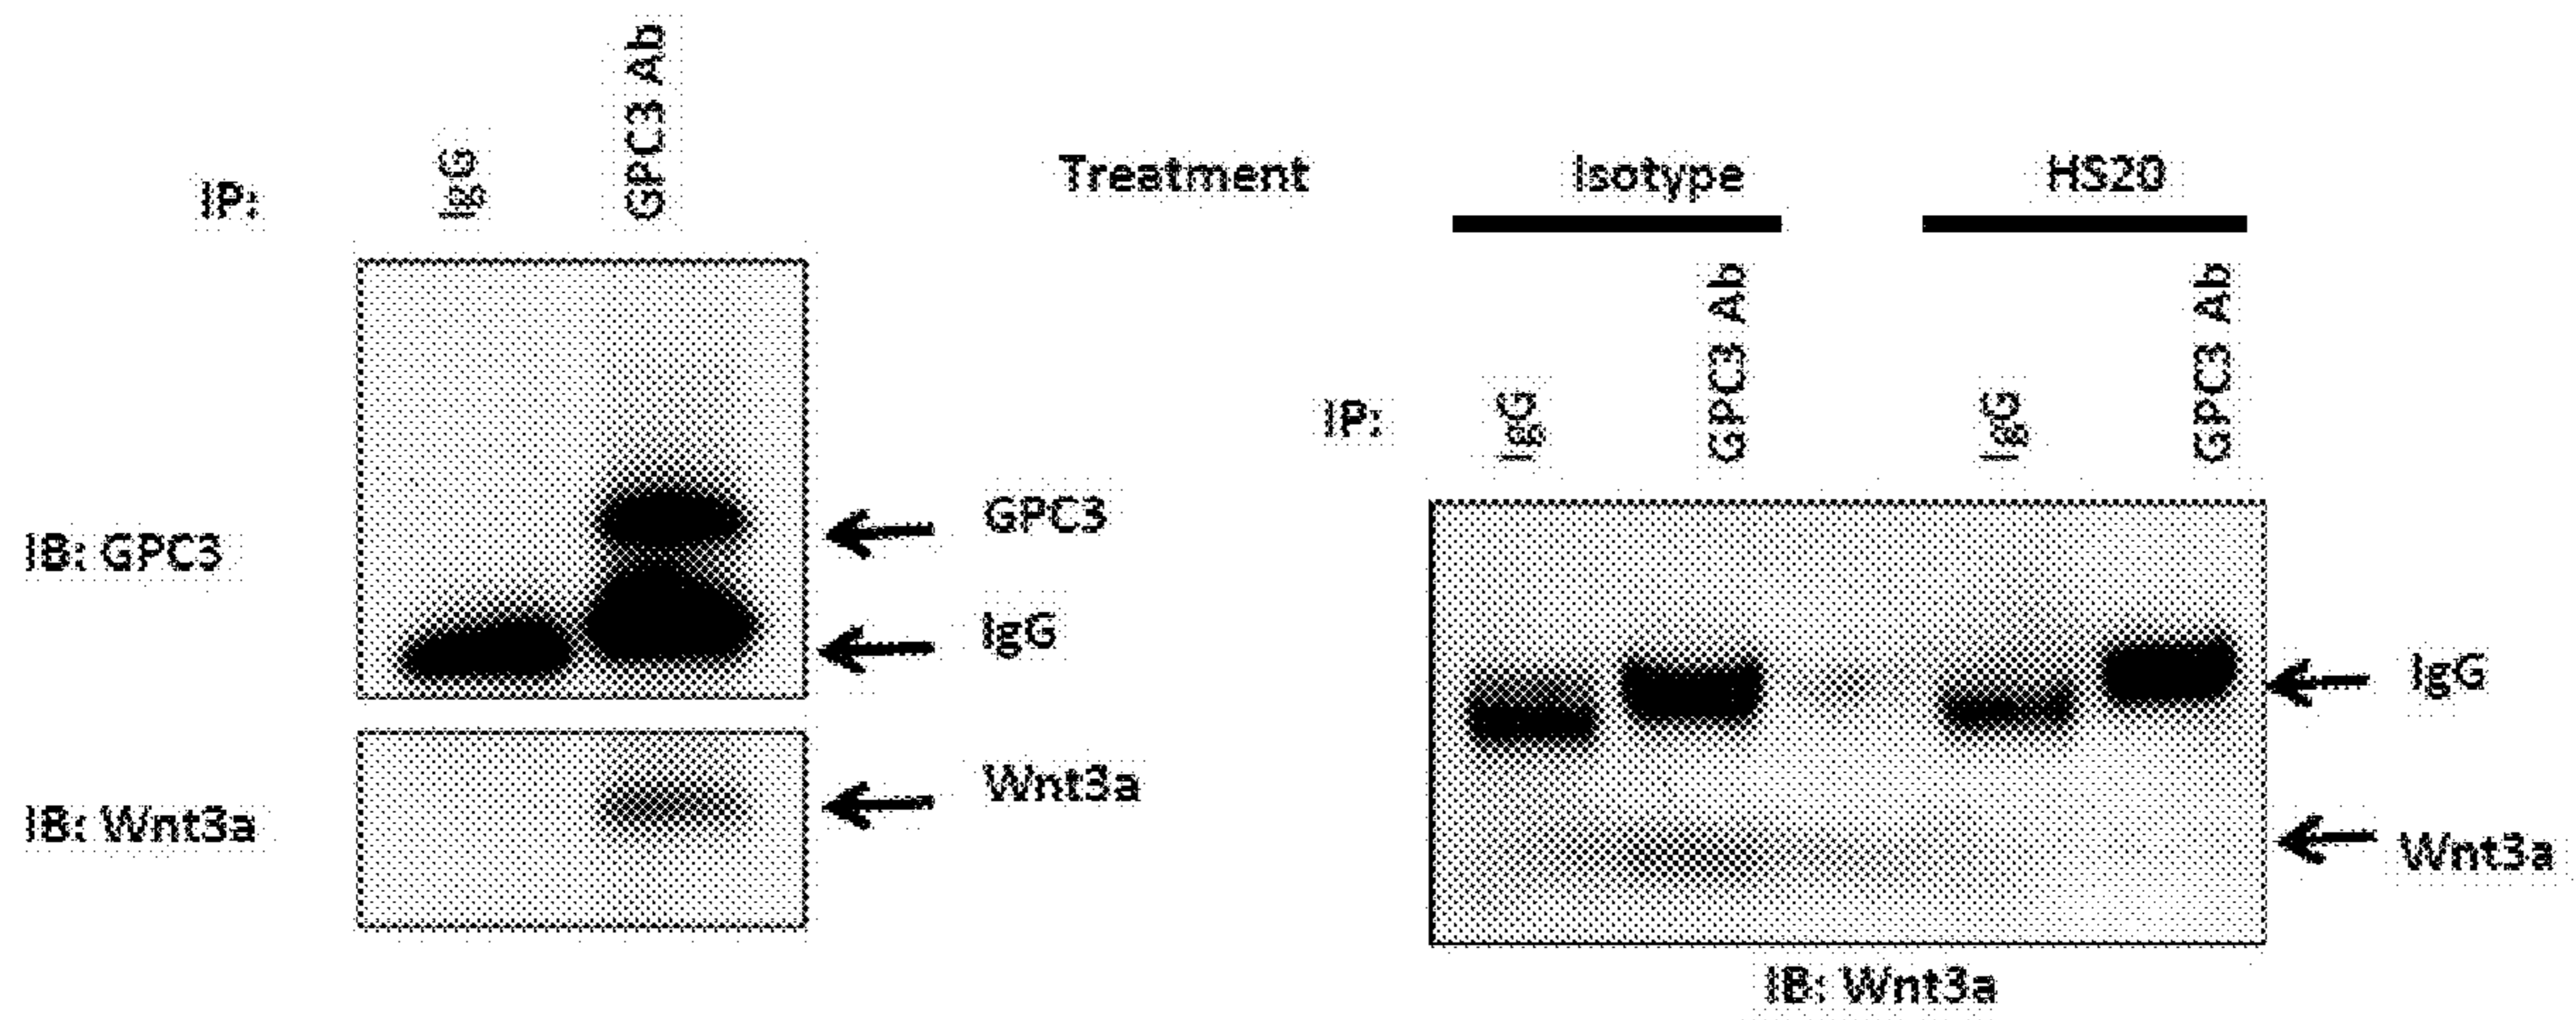 IP:
IgG
GPC3 Ab
IB: GPC3
GPC3
IgG
IB: Wnt3a
Wnt3a
Treatment
Isotype
HS20
IP:
IgG
GPC3 Ab
IgG
GPC3 Ab
IgG
Wnt3a
IB: Wnt3a